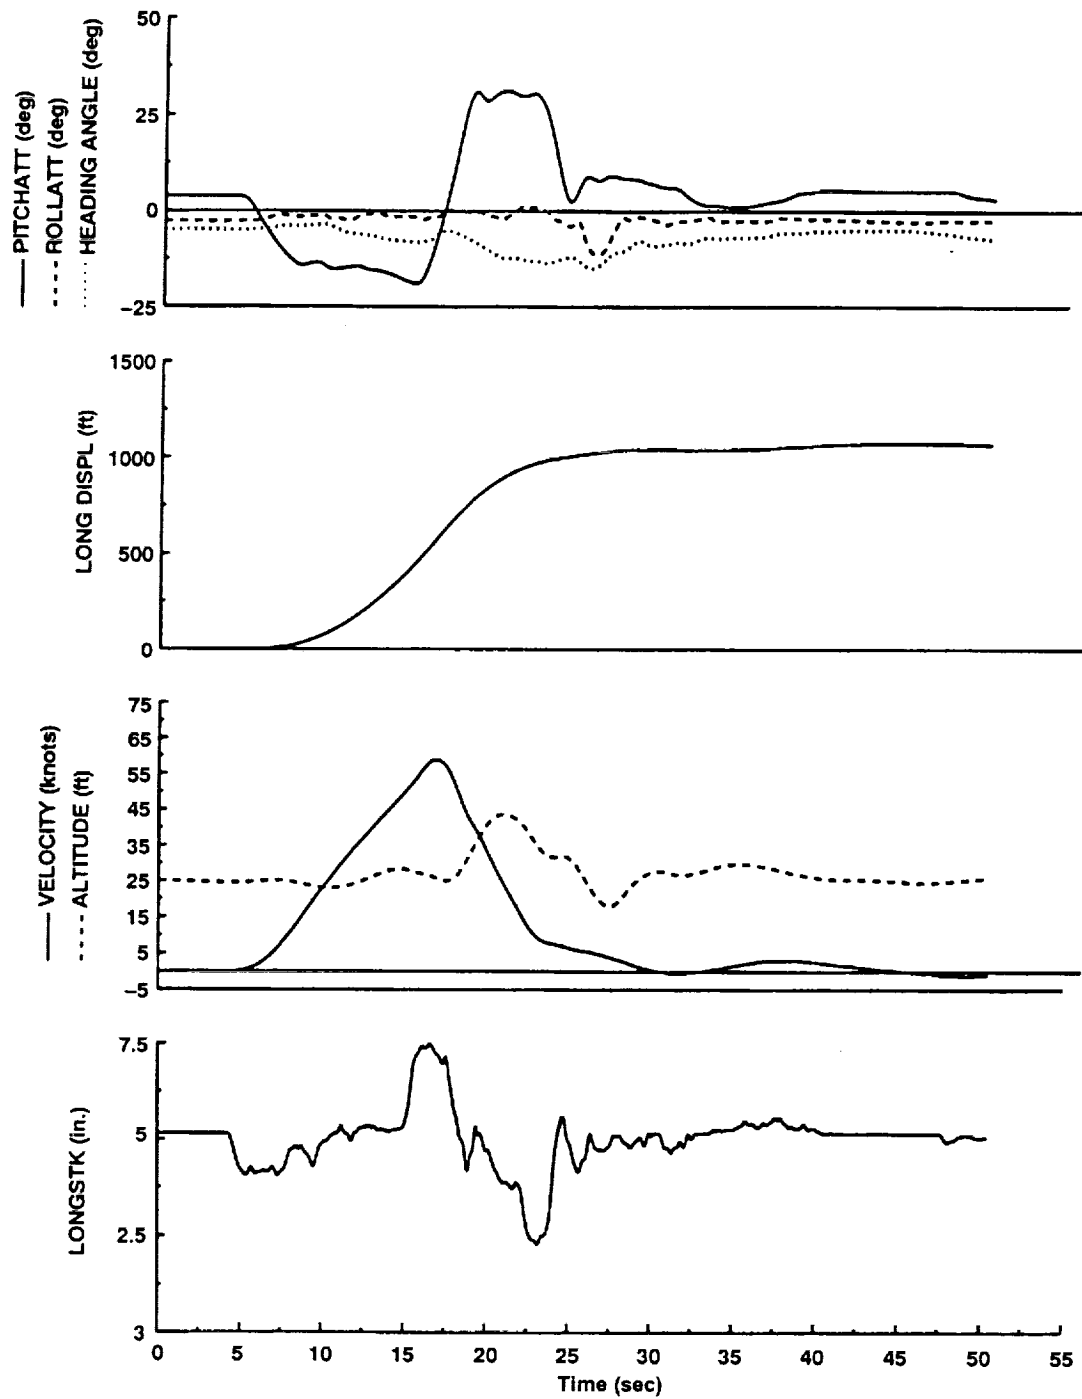 PITCHATT (deg)
ROLLATT (deg)
HEADING ANGLE (deg)
50
25
0
−25
LONG DISPL (ft)
1500
1000
500
0
VELOCITY (knots)
ALTITUDE (ft)
75
65
55
45
35
25
15
5
−5
LONGSTK (in.)
7.5
5
2.5
3
0 5 10 15 20 25 30 35 40 45 50 55
Time (sec)